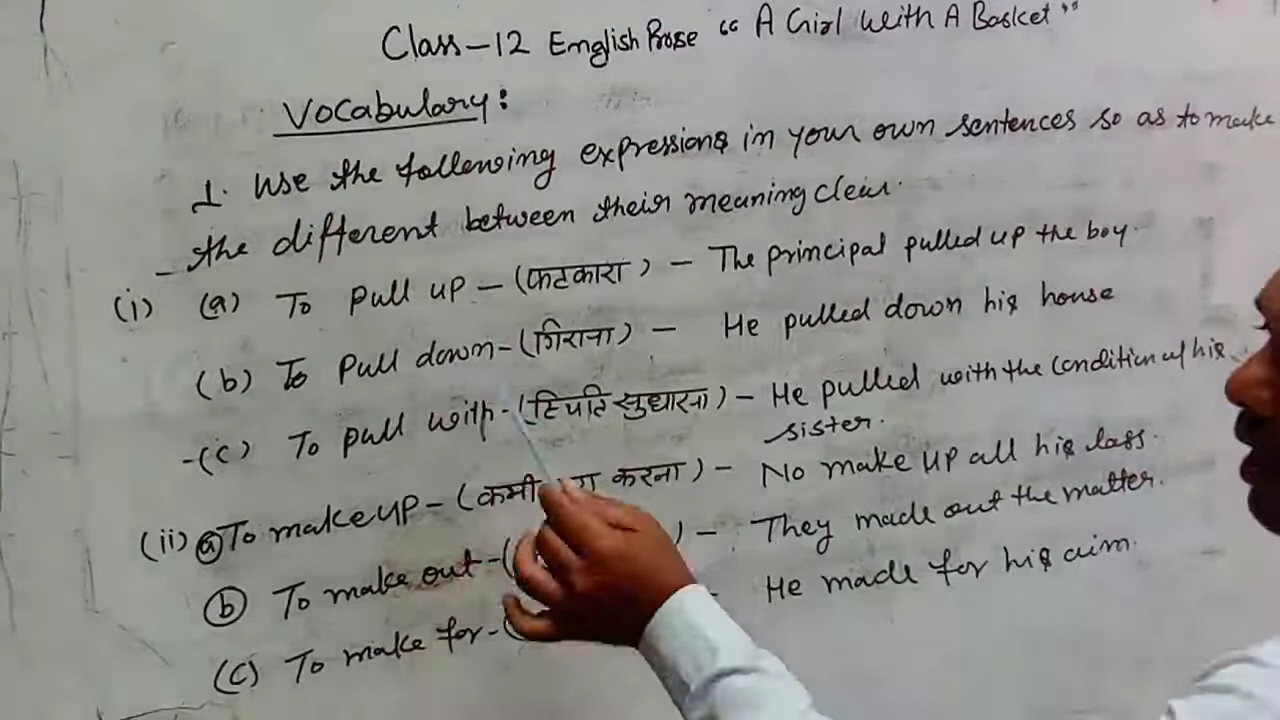 Class-12 English Prose "A Girl With A Basket"
Vocabulary:
1. Use the following expressions in your own sentences so as to make
the different between their meaning clear.
(i) (a) To pull up - (फटकारा) - The principal pulled up the boy.
(b) To Pull down - (गिराना) - He pulled down his house
(c) To pull with - (स्थिति सुधारना) - He pulled with the condition of his
sister.
(ii) (a) To make up - (कमी करना) - No make up all his loss.
(b) To make out - ( ) - They made out the matter.
(c) To make for - ( - He made for his aim.